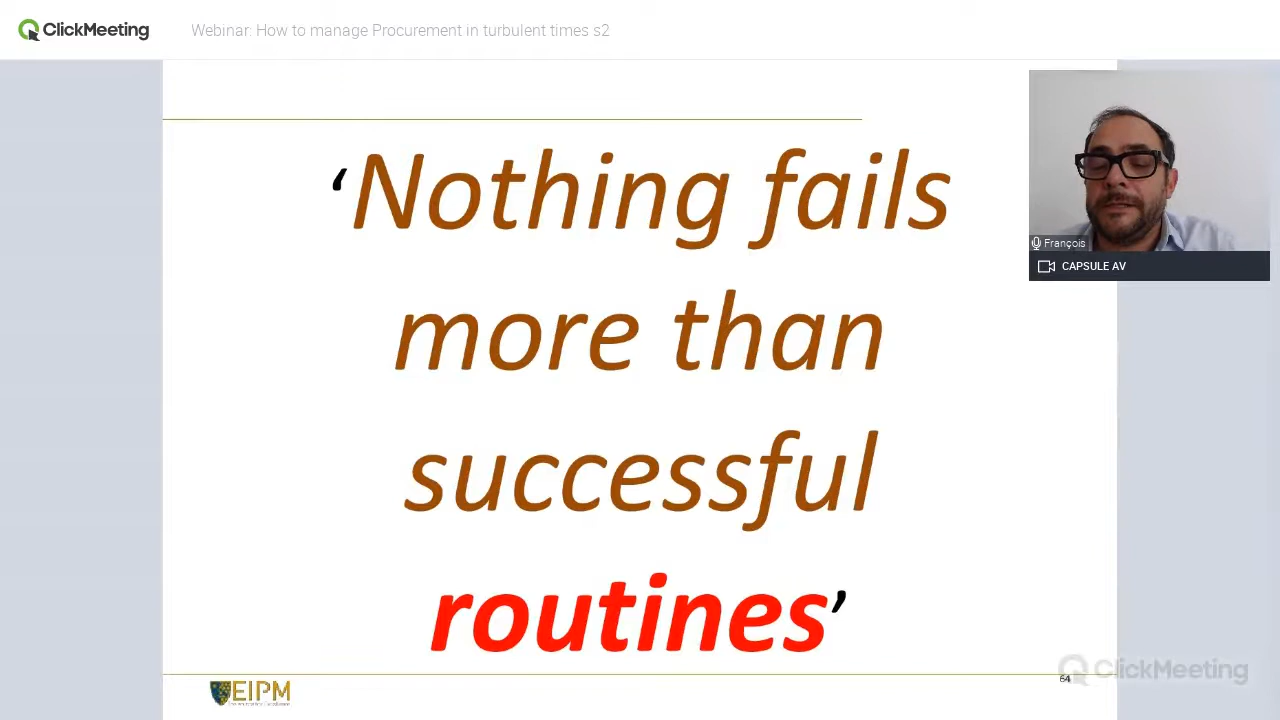 ClickMeeting
Webinar: How to manage Procurement in turbulent times s2
‘Nothing fails
more than
successful
routines’
François
CAPSULE AV
EIPM
64
ClickMeeting